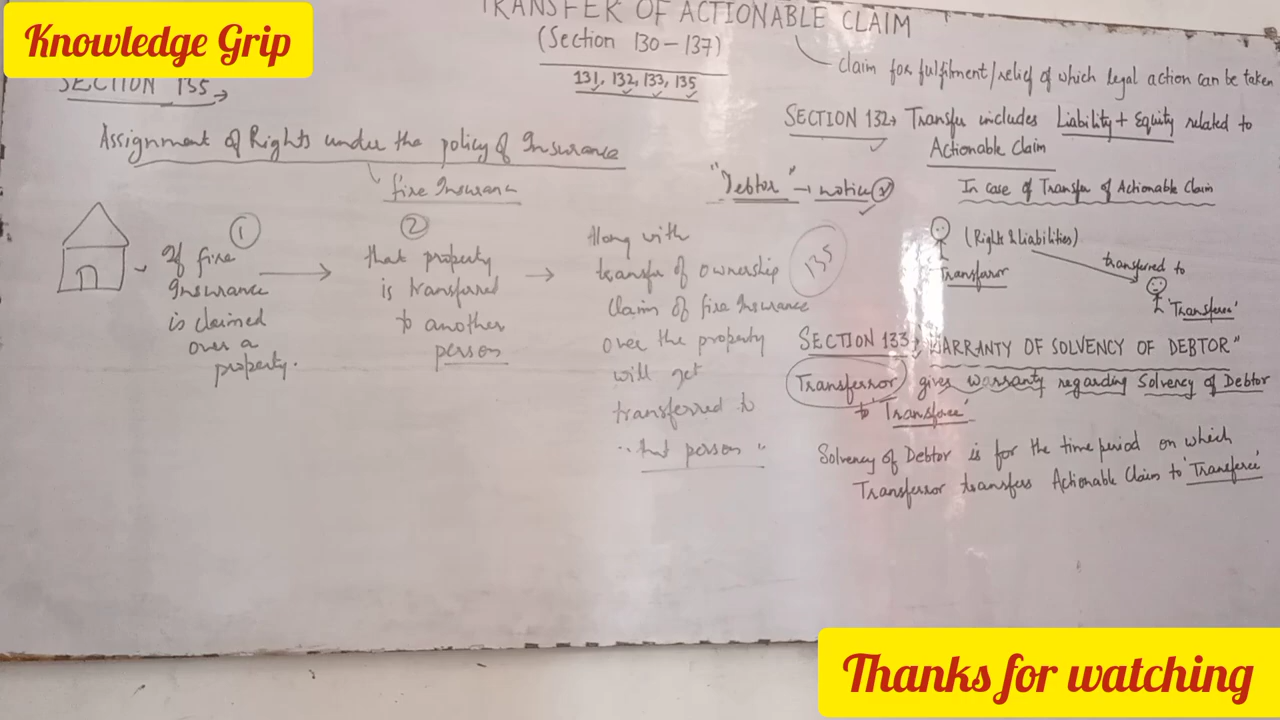 Knowledge Grip
TRANSFER OF ACTIONABLE CLAIM
(Section 130-137)
131, 132, 133, 135
claim for fulfilment/relief of which legal action can be taken
SECTION 135
Assignment of Rights under the policy of Insurance
fire Insurance
1
If fire
Insurance
is claimed
over a
property.
2
that property
is transferred
to another
person
Along with
transfer of ownership
Claim of fire Insurance
over the property
will get
transferred to
"that person"
135
"Debtor" → notice
SECTION 132 Transfer includes Liability + Equity related to
Actionable Claim
In case of Transfer of Actionable Claim
(Rights & Liabilities)
Transferor
transferred to
'Transferee'
SECTION 133: "WARRANTY OF SOLVENCY OF DEBTOR"
Transferror gives warranty regarding Solvency of Debtor
to 'Transferee'
Solvency of Debtor is for the time period on which
Transferror transfers Actionable Claim to 'Transferee'
Thanks for watching